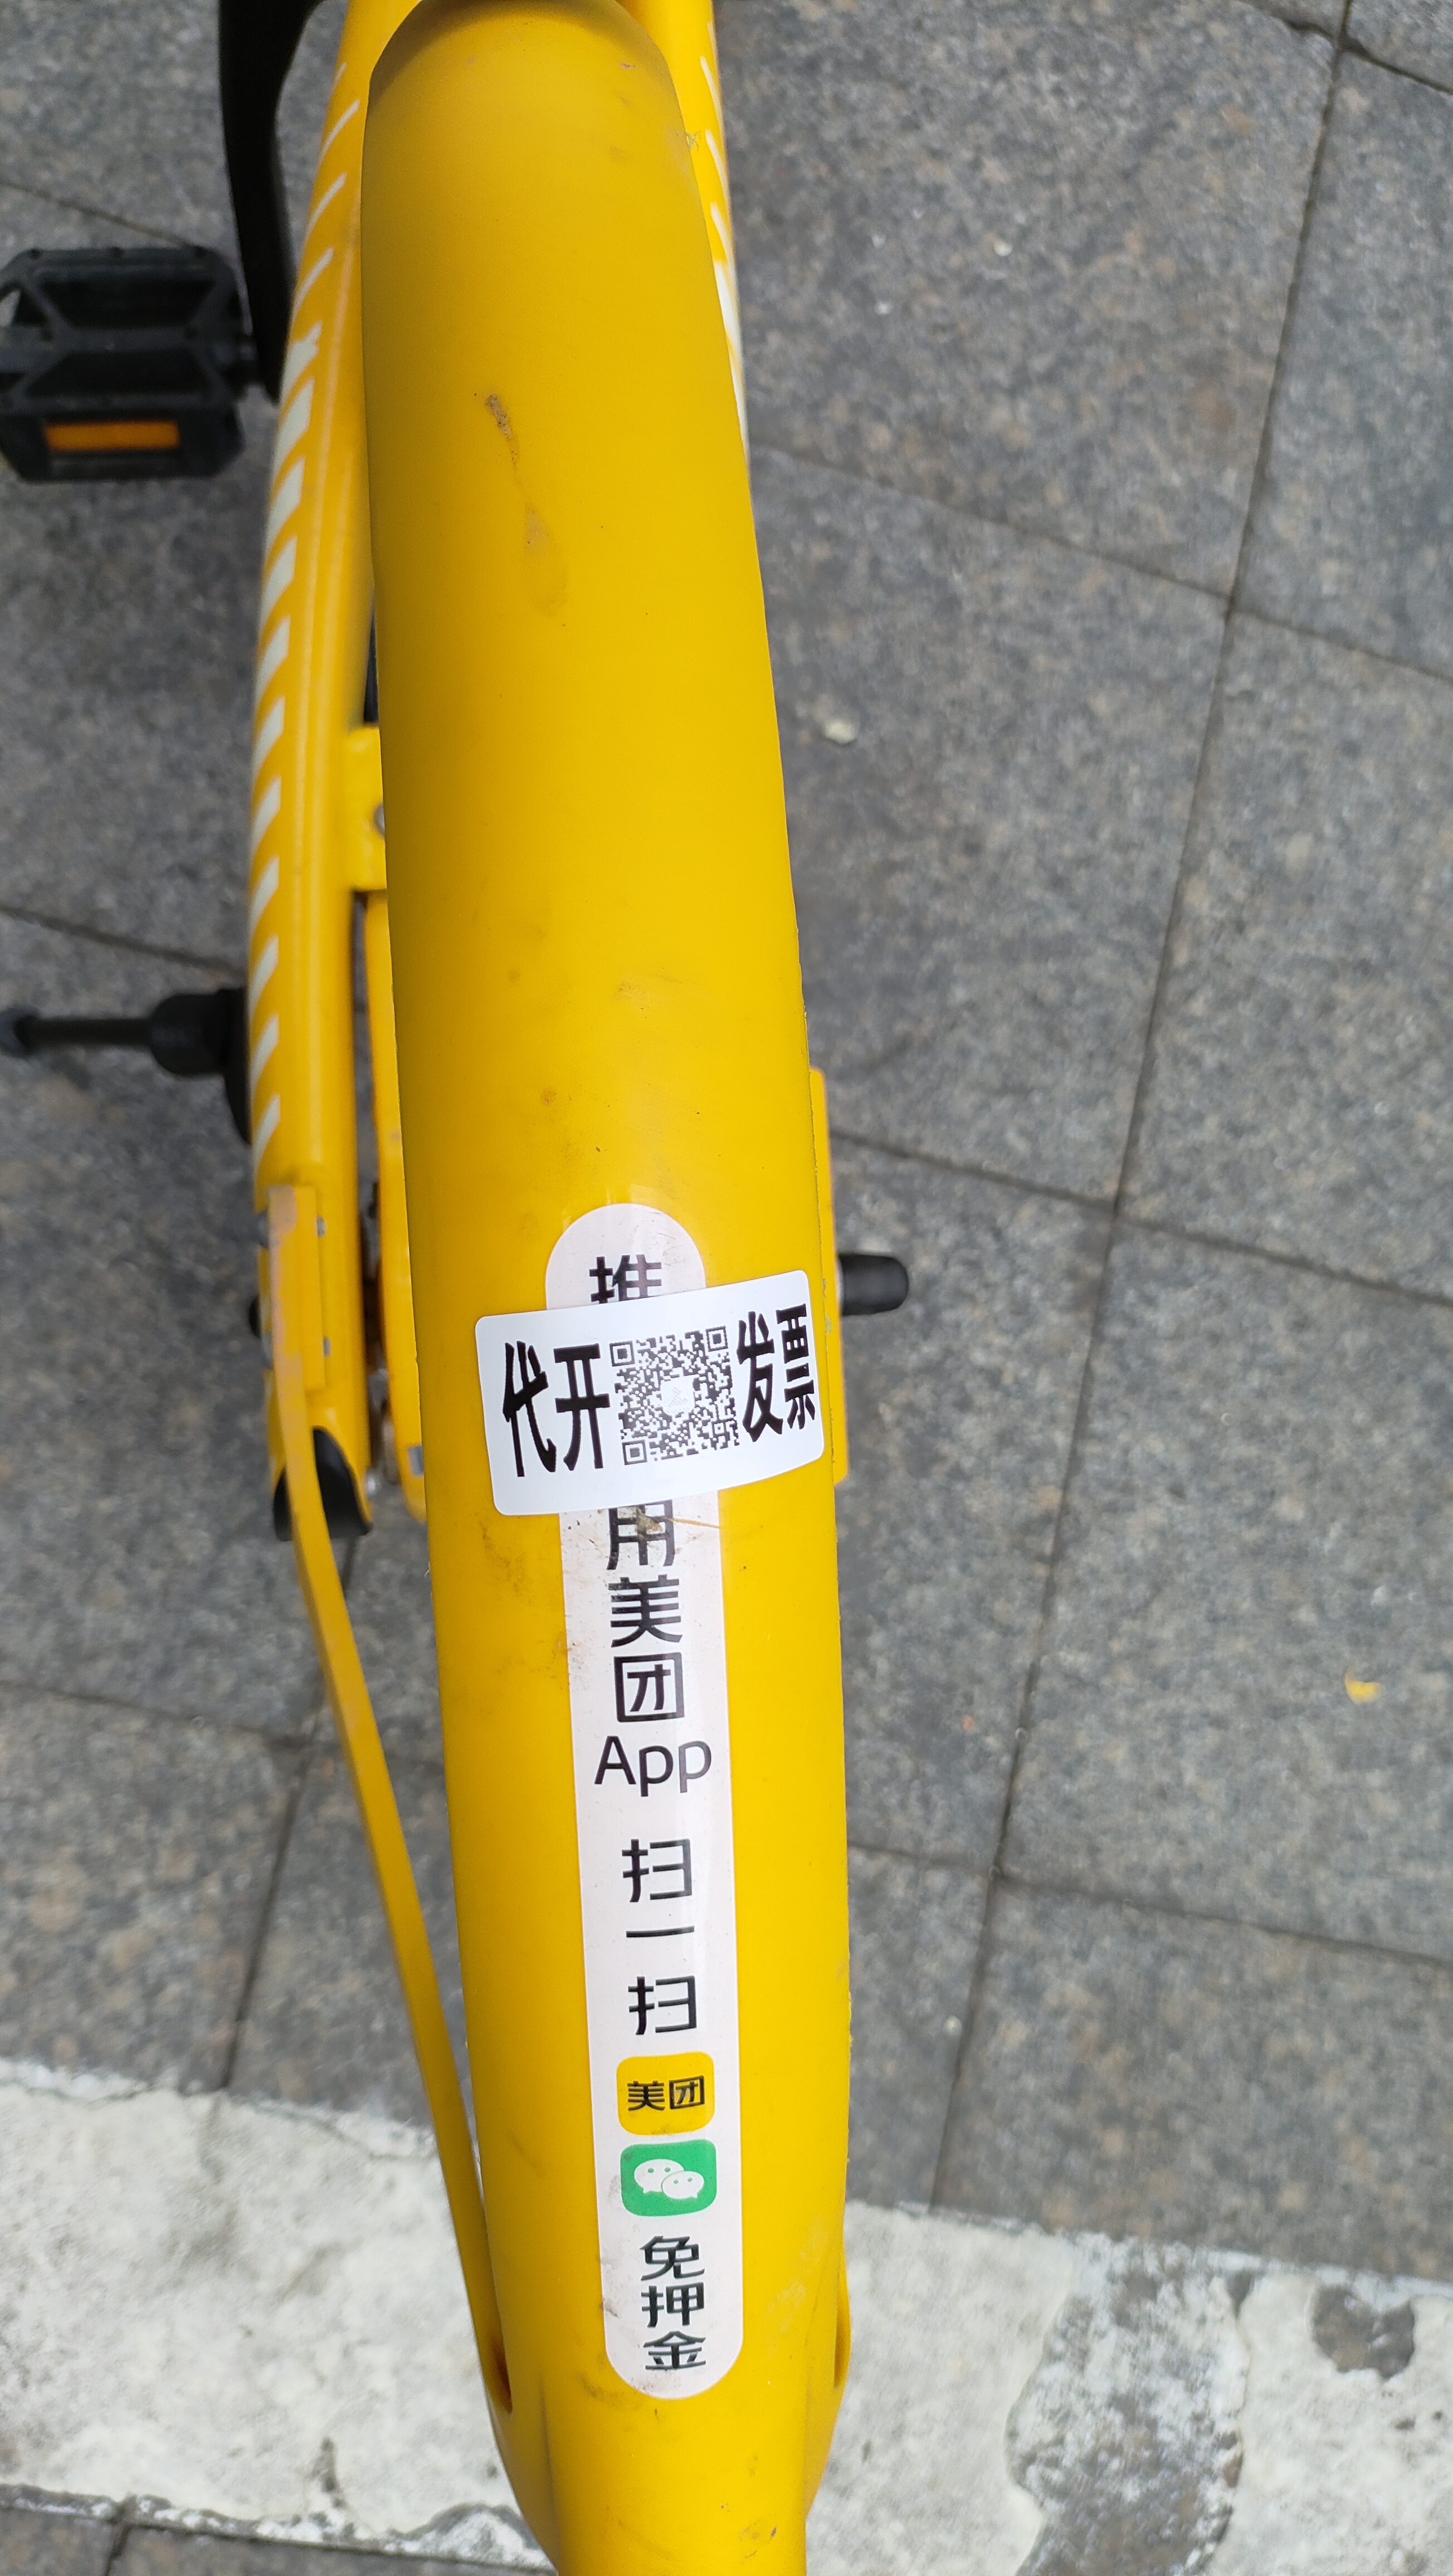 推
代开 发票
用美团App 扫一扫
美团
免押金